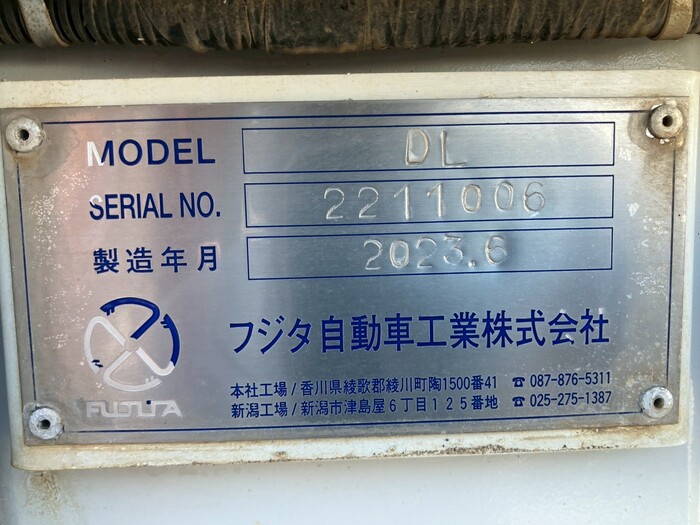 MODEL DL
SERIAL NO. 2211006
製造年月 2023.6
フジタ自動車工業株式会社
FUJITA
本社工場/香川県綾歌郡綾川町陶1500番41 ☎087-876-5311
新潟工場/新潟市津島屋6丁目125番地 ☎025-275-1387